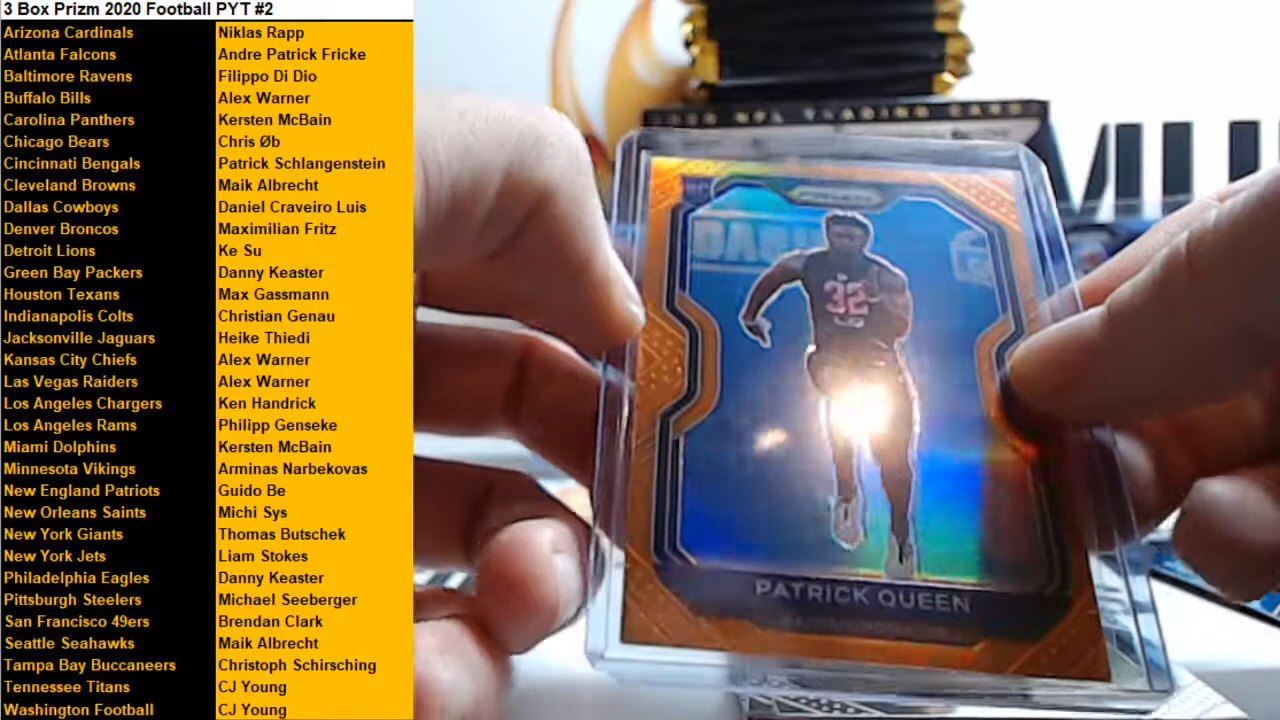 3 Box Prizm 2020 Football PYT #2
Arizona Cardinals Niklas Rapp
Atlanta Falcons Andre Patrick Fricke
Baltimore Ravens Filippo Di Dio
Buffalo Bills Alex Warner
Carolina Panthers Kersten McBain
Chicago Bears Chris Øb
Cincinnati Bengals Patrick Schlangenstein
Cleveland Browns Maik Albrecht
Dallas Cowboys Daniel Craveiro Luis
Denver Broncos Maximilian Fritz
Detroit Lions Ke Su
Green Bay Packers Danny Keaster
Houston Texans Max Gassmann
Indianapolis Colts Christian Genau
Jacksonville Jaguars Heike Thiedi
Kansas City Chiefs Alex Warner
Las Vegas Raiders Alex Warner
Los Angeles Chargers Ken Handrick
Los Angeles Rams Philipp Genseke
Miami Dolphins Kersten McBain
Minnesota Vikings Arminas Narbekovas
New England Patriots Guido Be
New Orleans Saints Michi Sys
New York Giants Thomas Butschek
New York Jets Liam Stokes
Philadelphia Eagles Danny Keaster
Pittsburgh Steelers Michael Seeberger
San Francisco 49ers Brendan Clark
Seattle Seahawks Maik Albrecht
Tampa Bay Buccaneers Christoph Schirsching
Tennessee Titans CJ Young
Washington Football CJ Young
NFL TRADING CARD
32
PATRICK QUEEN